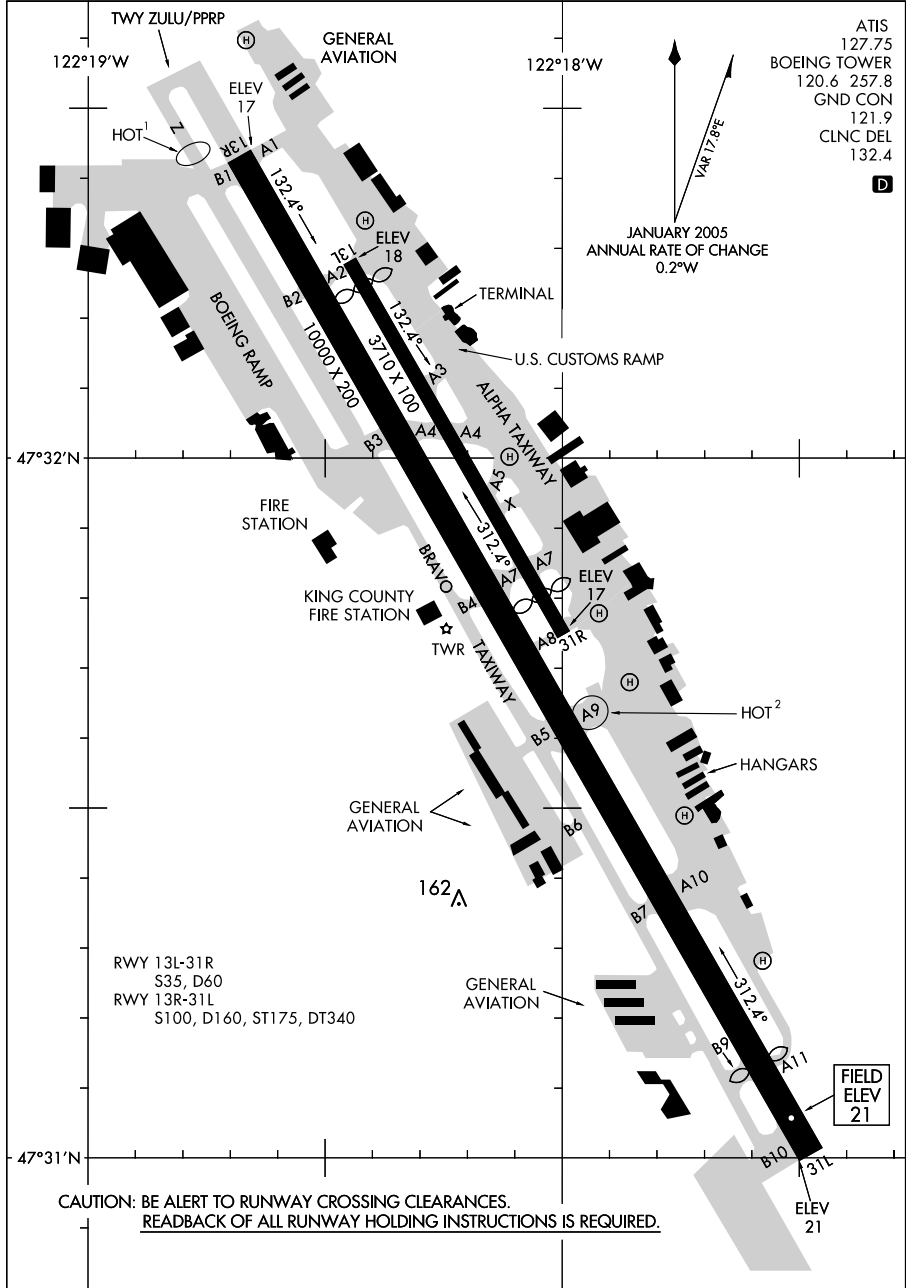 TWY ZULU/PPRP
H
GENERAL
AVIATION
ATIS
127.75
BOEING TOWER
120.6 257.8
GND CON
121.9
CLNC DEL
132.4
D
122°19'W
122°18'W
ELEV
17
HOT 1
Z
13R
A1
B1
132.4°
VAR 17.8°E
JANUARY 2005
ANNUAL RATE OF CHANGE
0.2°W
H
13L
ELEV
18
A2
B2
TERMINAL
BOEING RAMP
10000 X 200
132.4°
3710 X 100
U.S. CUSTOMS RAMP
A3
ALPHA TAXIWAY
B3
A4
A4
47°32'N
H
A5
X
FIRE
STATION
312.4°
BRAVO
TAXIWAY
A7
A7
ELEV
17
KING COUNTY
FIRE STATION
B4
H
TWR
A8
31R
H
A9
HOT 2
B5
HANGARS
GENERAL
AVIATION
B6
H
162
A10
B7
RWY 13L-31R
S35, D60
RWY 13R-31L
S100, D160, ST175, DT340
GENERAL
AVIATION
H
312.4°
B9
A11
FIELD
ELEV
21
47°31'N
B10
31L
ELEV
21
CAUTION: BE ALERT TO RUNWAY CROSSING CLEARANCES.
READBACK OF ALL RUNWAY HOLDING INSTRUCTIONS IS REQUIRED.